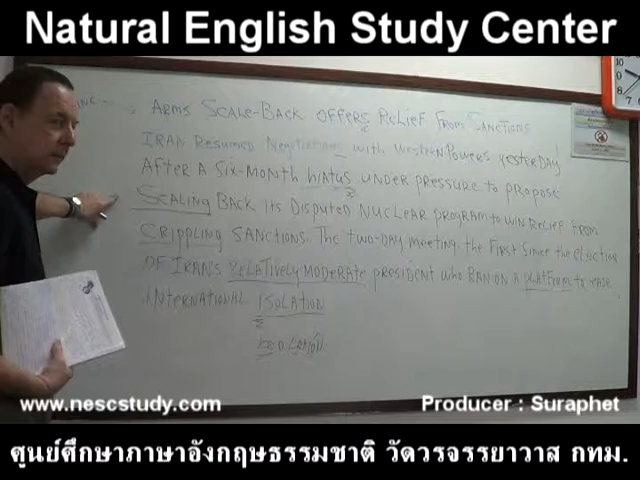 Natural English Study Center
Arms Scale-Back OFFERS Relief From Sanctions
IRAN Resumed Negotiations with Western Powers yesterday
After A Six-Month hiatus under pressure to propose
Scaling Back its Disputed Nuclear program to win relief from
Crippling Sanctions. The two-day meeting, the first since the election
OF IRAN's Relatively Moderate president who RAN on A platform to ease
INTERNATIONAL ISOLATION
www.nescstudy.com
Producer : Suraphet
ศูนย์ศึกษาภาษาอังกฤษธรรมชาติ วัดวรจรรยาวาส กทม.